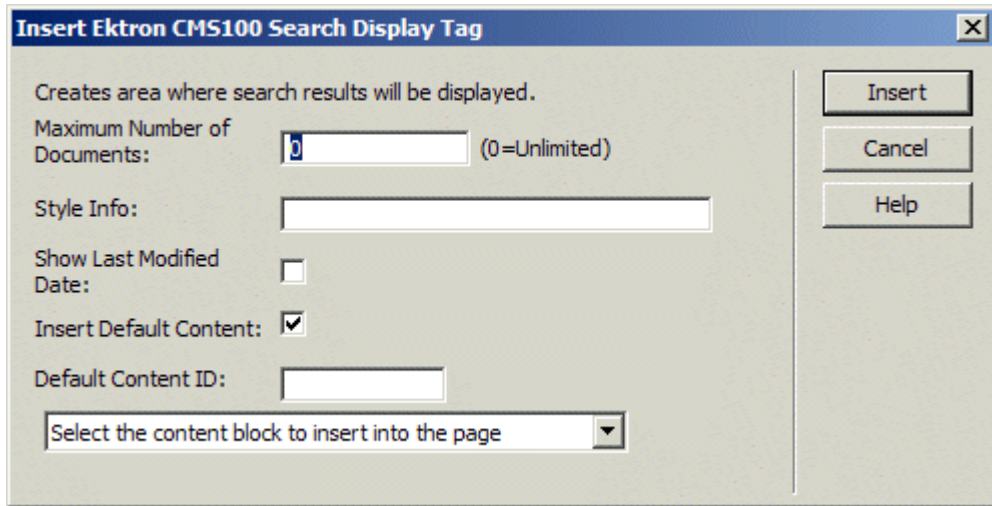 Insert Ektron CMS100 Search Display Tag
Creates area where search results will be displayed.
Maximum Number of
Documents:
0
(0=Unlimited)
Style Info:
Show Last Modified
Date:
Insert Default Content:
Default Content ID:
Select the content block to insert into the page
Insert
Cancel
Help